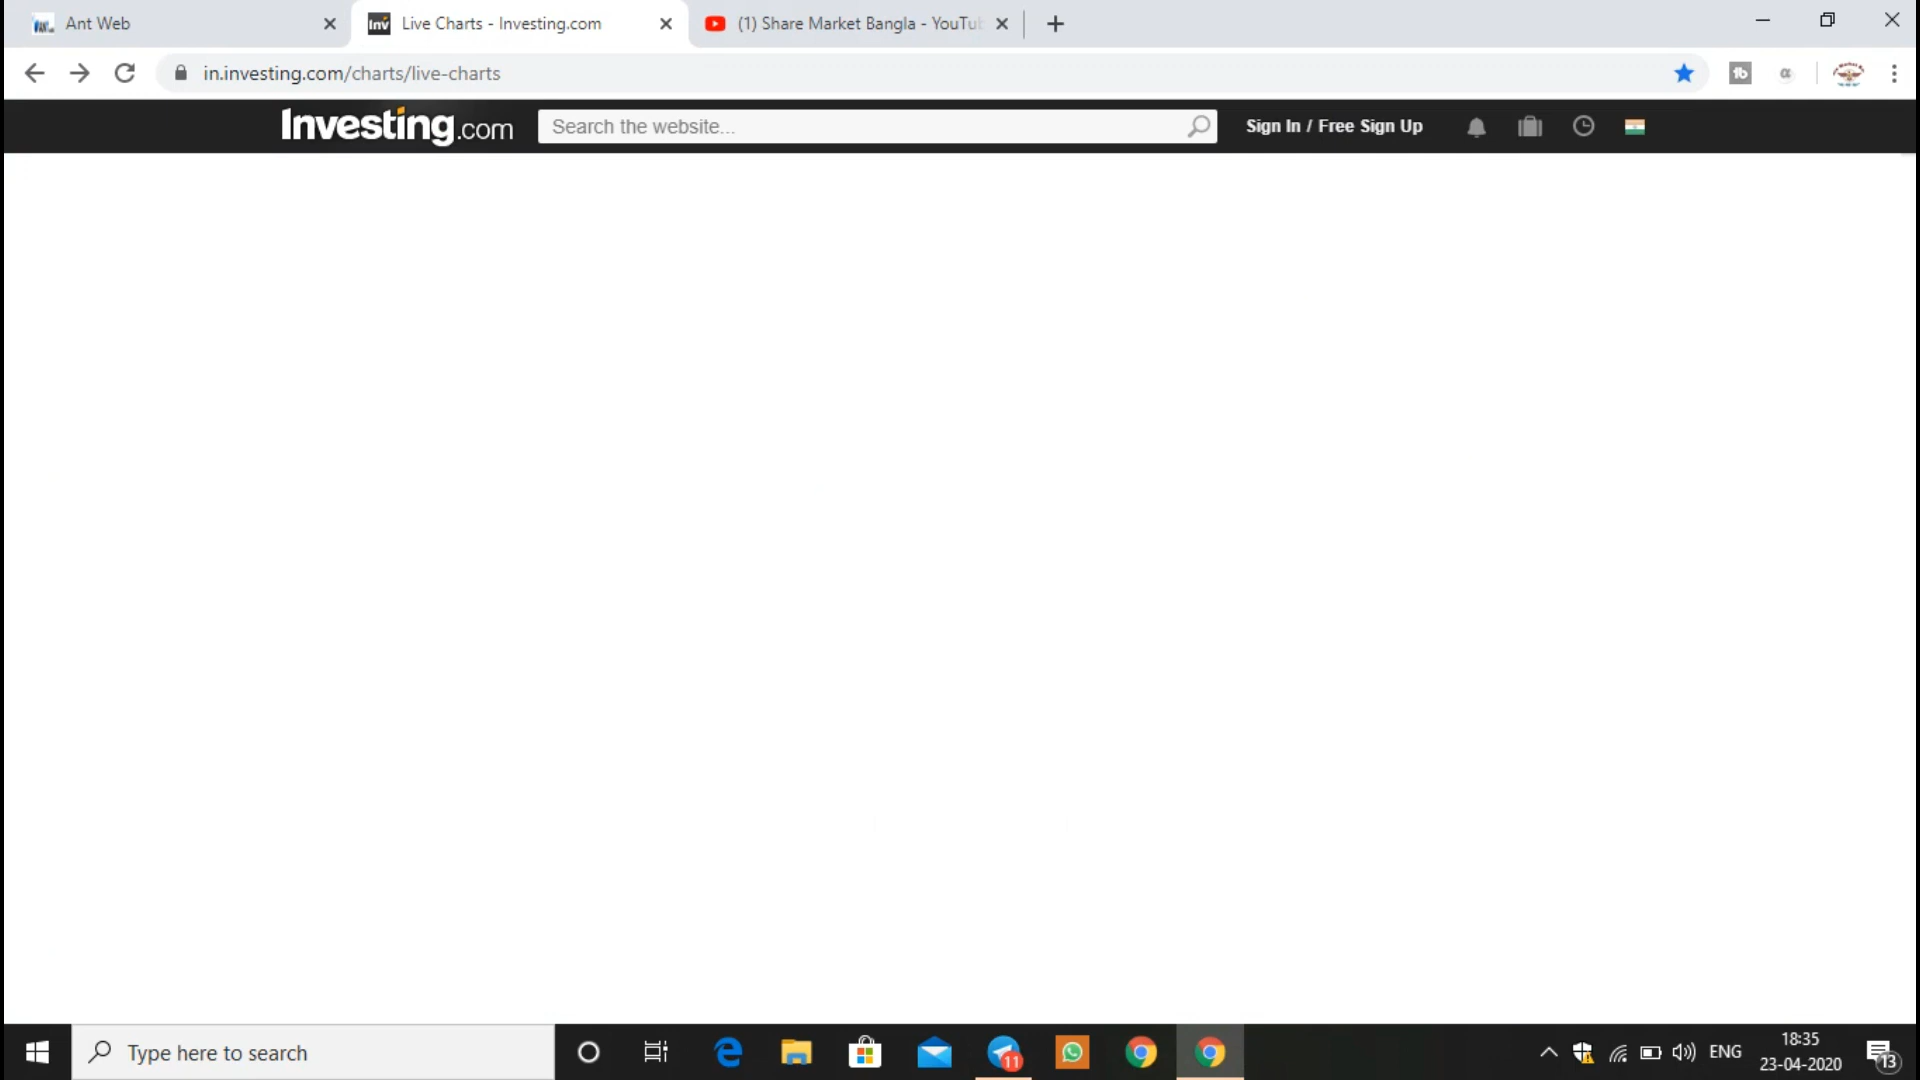 Ant Web
Inv Live Charts - Investing.com
(1) Share Market Bangla - YouTu
in.investing.com/charts/live-charts
Investing.com
Search the website...
Sign In / Free Sign Up
Type here to search
11
ENG
18:35
23-04-2020
13